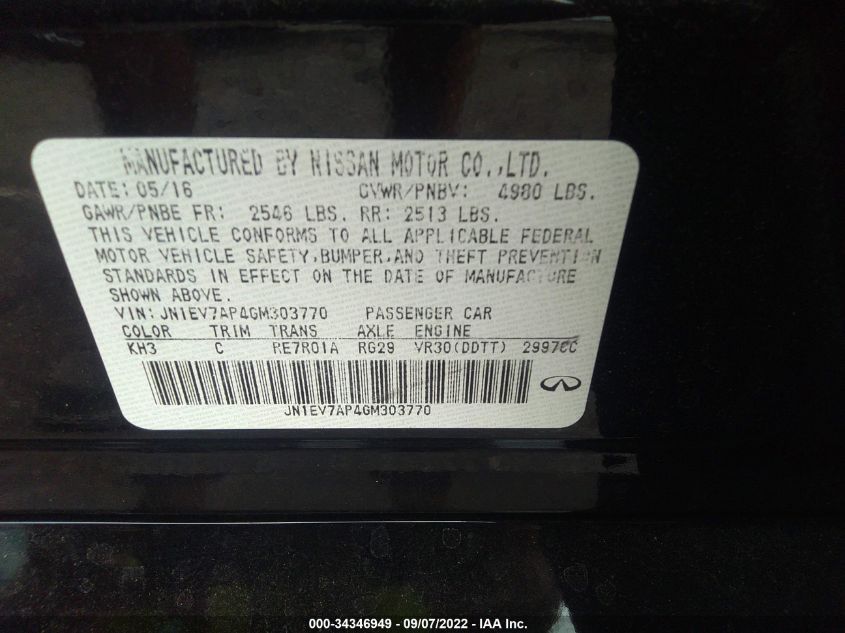 MANUFACTURED BY NISSAN MOTOR CO.,LTD.
DATE:05/16 GVWR/PNBV: 4980 LBS.
GAWR/PNBE FR: 2546 LBS. RR: 2513 LBS.
THIS VEHICLE CONFORMS TO ALL APPLICABLE FEDERAL
MOTOR VEHICLE SAFETY,BUMPER,AND THEFT PREVENTION
STANDARDS IN EFFECT ON THE DATE OF MANUFACTURE
SHOWN ABOVE.
VIN:JN1EV7AP4GM303770 PASSENGER CAR
COLOR TRIM TRANS AXLE ENGINE
KH3 C RE7R01A RG29 VR30(DDTT) 2997CC
JN1EV7AP4GM303770
000-34346949 - 09/07/2022 - IAA Inc.